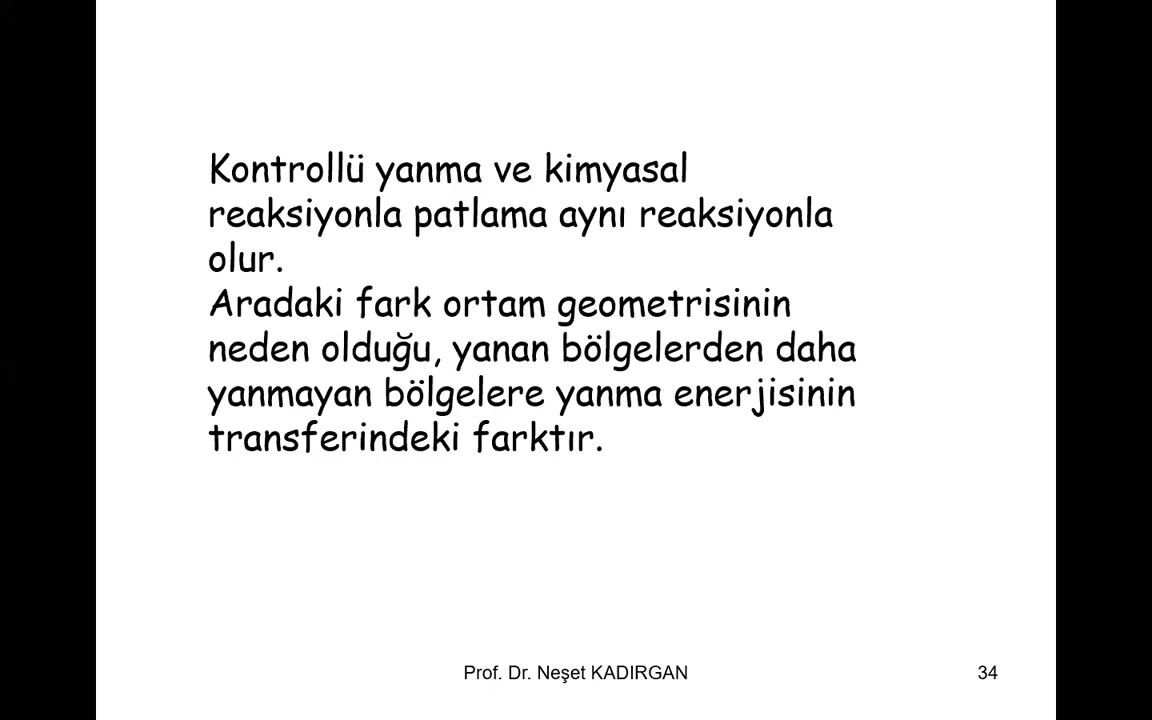 Kontrollü yanma ve kimyasal
reaksiyonla patlama aynı reaksiyonla
olur.
Aradaki fark ortam geometrisinin
neden olduğu, yanan bölgelerden daha
yanmayan bölgelere yanma enerjisinin
transferindeki farktır.
Prof. Dr. Neşet KADIRGAN
34